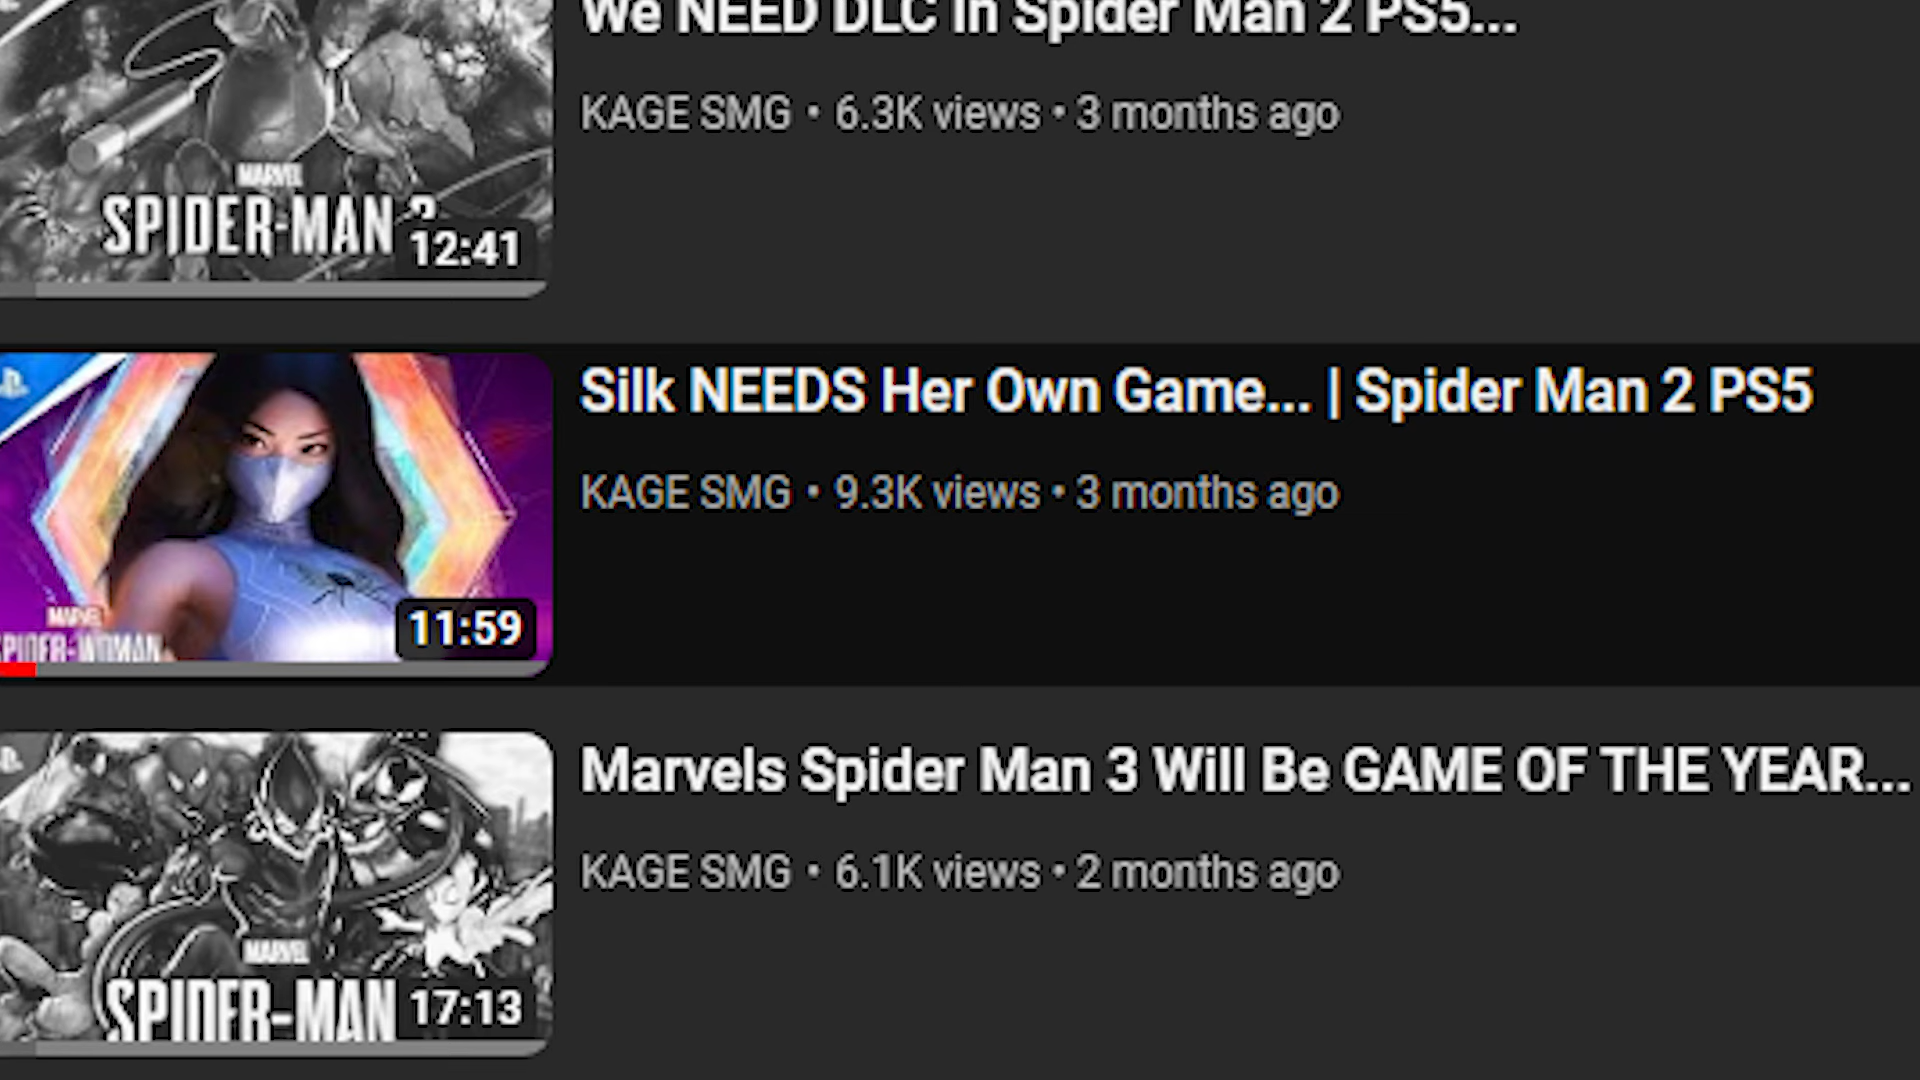 We NEED DLC In Spider Man 2 PS5...
KAGE SMG • 6.3K views • 3 months ago
MARVEL
SPIDER-MAN 2
12:41
Silk NEEDS Her Own Game... | Spider Man 2 PS5
KAGE SMG • 9.3K views • 3 months ago
MARVEL
SPIDER-WOMAN
11:59
Marvels Spider Man 3 Will Be GAME OF THE YEAR...
KAGE SMG • 6.1K views • 2 months ago
MARVEL
SPIDER-MAN
17:13